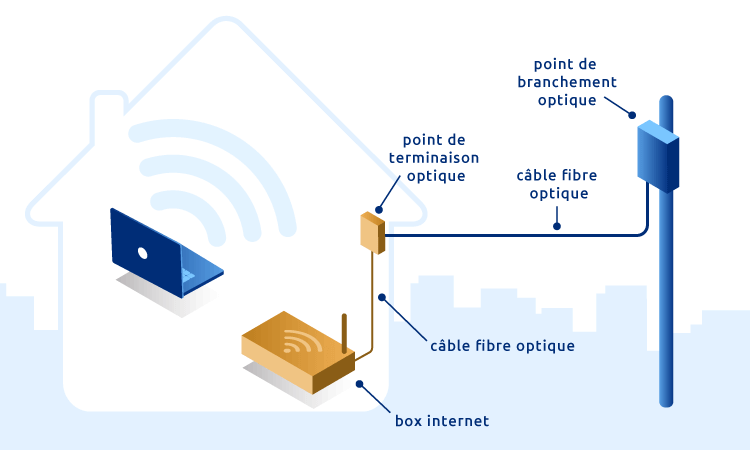 point de
branchement
optique
point de
terminaison
optique
câble fibre
optique
câble fibre optique
box internet